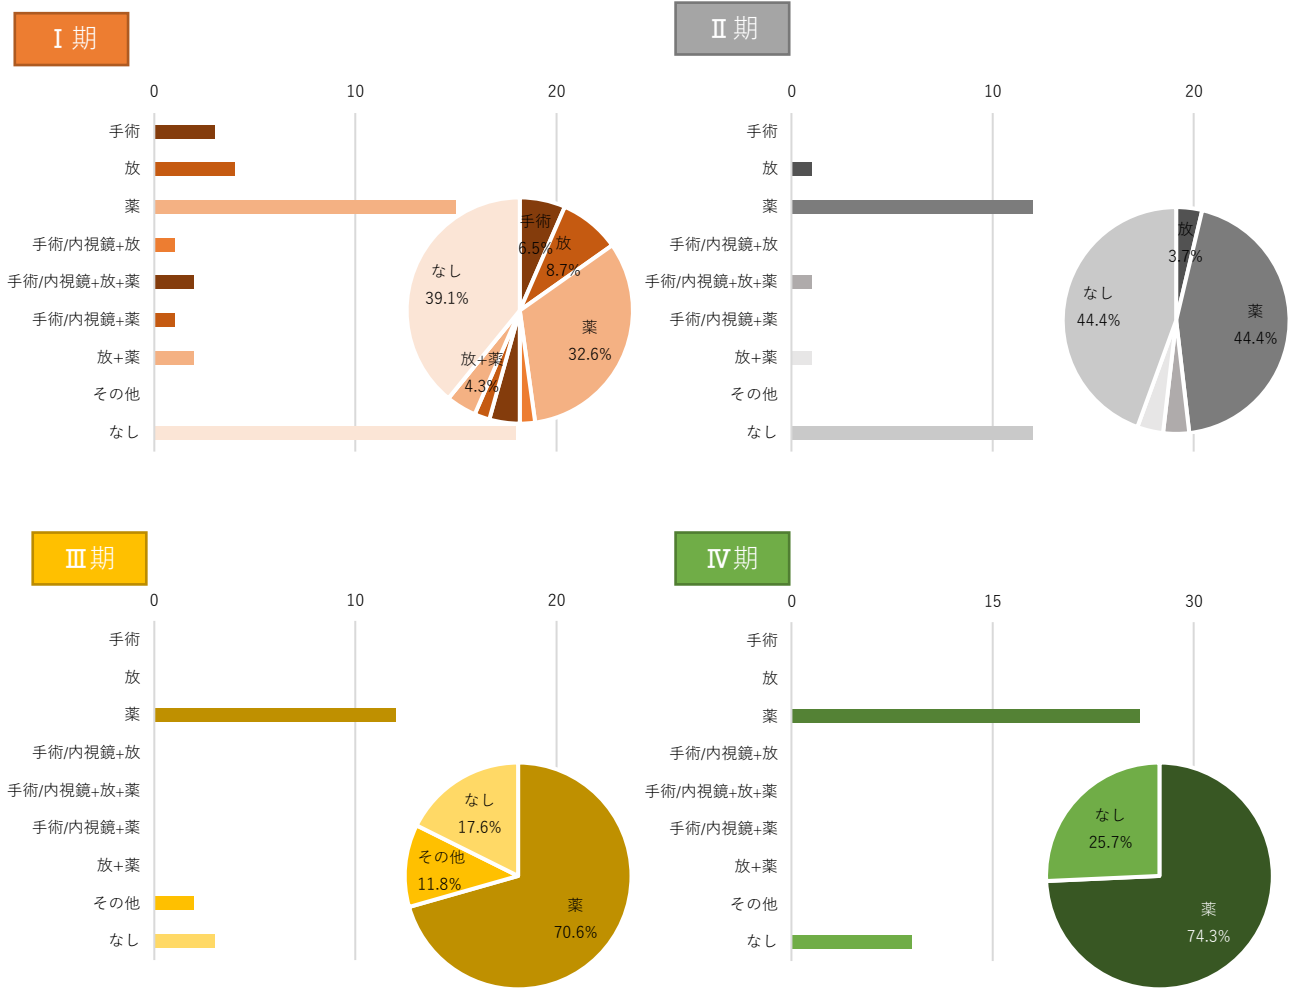 Ⅰ 期
0 10 20
手術
放
薬
手術/内視鏡+放
手術/内視鏡+放+薬
手術/内視鏡+薬
放+薬
その他
なし
手術
6.5%
放
8.7%
薬
32.6%
放+薬
4.3%
なし
39.1%
Ⅱ 期
0 10 20
手術
放
薬
手術/内視鏡+放
手術/内視鏡+放+薬
手術/内視鏡+薬
放+薬
その他
なし
放
3.7%
薬
44.4%
なし
44.4%
Ⅲ期
0 10 20
手術
放
薬
手術/内視鏡+放
手術/内視鏡+放+薬
手術/内視鏡+薬
放+薬
その他
なし
薬
70.6%
その他
11.8%
なし
17.6%
Ⅳ期
0 15 30
手術
放
薬
手術/内視鏡+放
手術/内視鏡+放+薬
手術/内視鏡+薬
放+薬
その他
なし
薬
74.3%
なし
25.7%